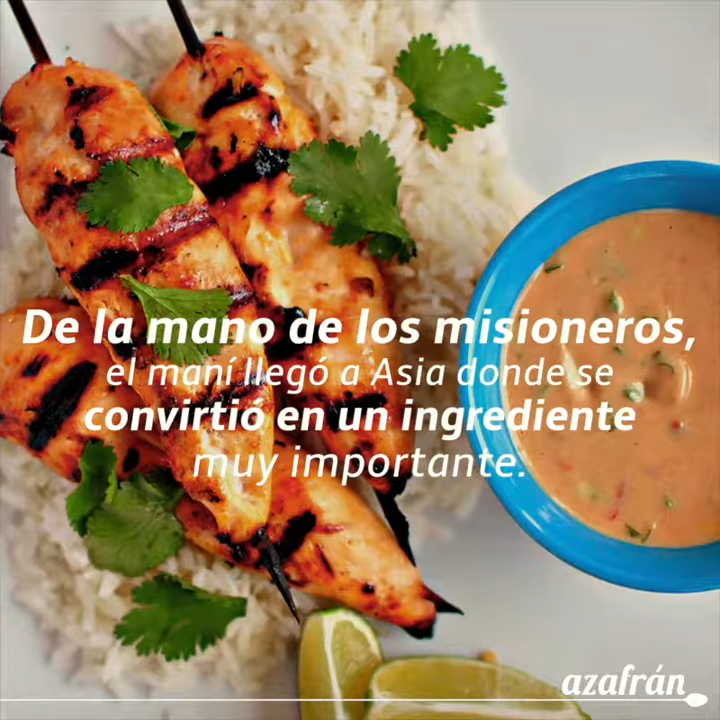 De la mano de los misioneros,
el maní llegó a Asia donde se
convirtió en un ingrediente
muy importante.
azafrán